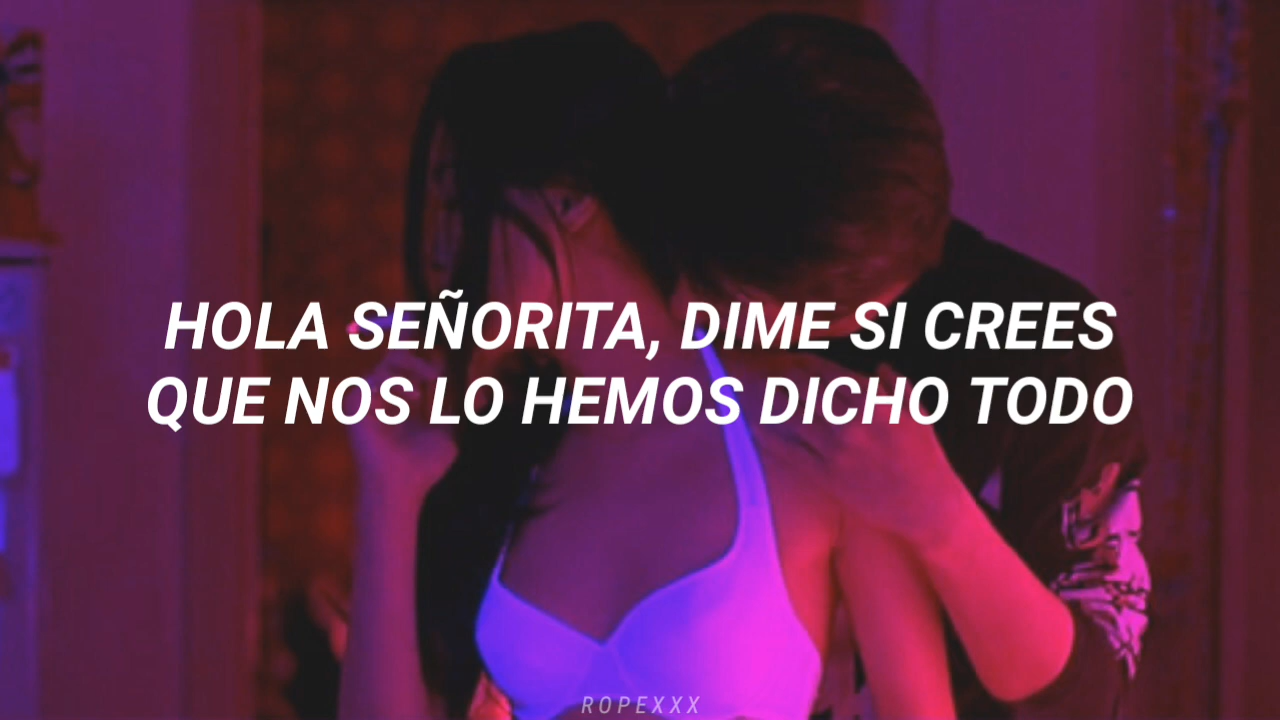 HOLA SEÑORITA, DIME SI CREES
QUE NOS LO HEMOS DICHO TODO
ROPEXXX